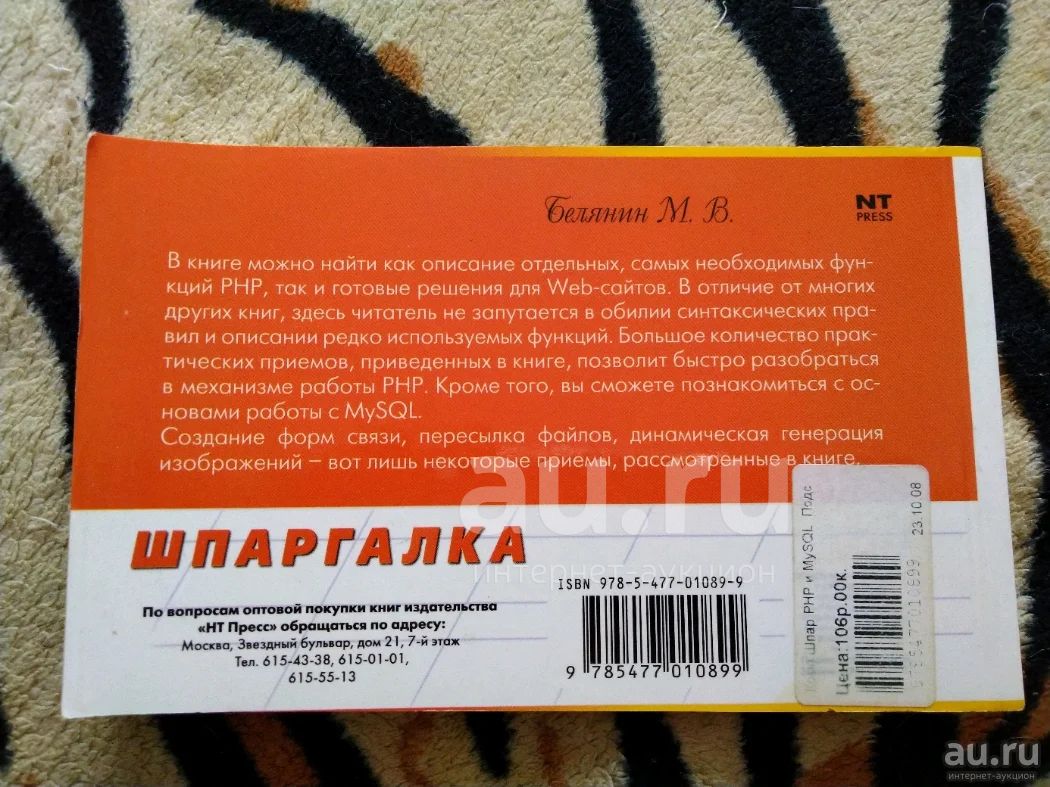 Белянин М. В.
NT
PRESS
В книге можно найти как описание отдельных, самых необходимых фун-
кций PHP, так и готовые решения для Web-сайтов. В отличие от многих
других книг, здесь читатель не запутается в обилии синтаксических пра-
вил и описании редко используемых функций. Большое количество прак-
тических приемов, приведенных в книге, позволит быстро разобраться
в механизме работы PHP. Кроме того, вы сможете познакомиться с ос-
новами работы с MySQL.
Создание форм связи, пересылка файлов, динамическая генерация
изображений – вот лишь некоторые приемы, рассмотренные в книге.
ШПАРГАЛКА
По вопросам оптовой покупки книг издательства
«НТ Пресс» обращаться по адресу:
Москва, Звездный бульвар, дом 21, 7-й этаж
Тел. 615-43-38, 615-01-01,
615-55-13
ISBN 978-5-477-01089-9
9 785477 010899
Шпар PHP и MySQL Подс
Цена:106р.00к.
9785477010899
23.10.08
au.ru
интернет-аукцион
au.ru
интернет-аукцион